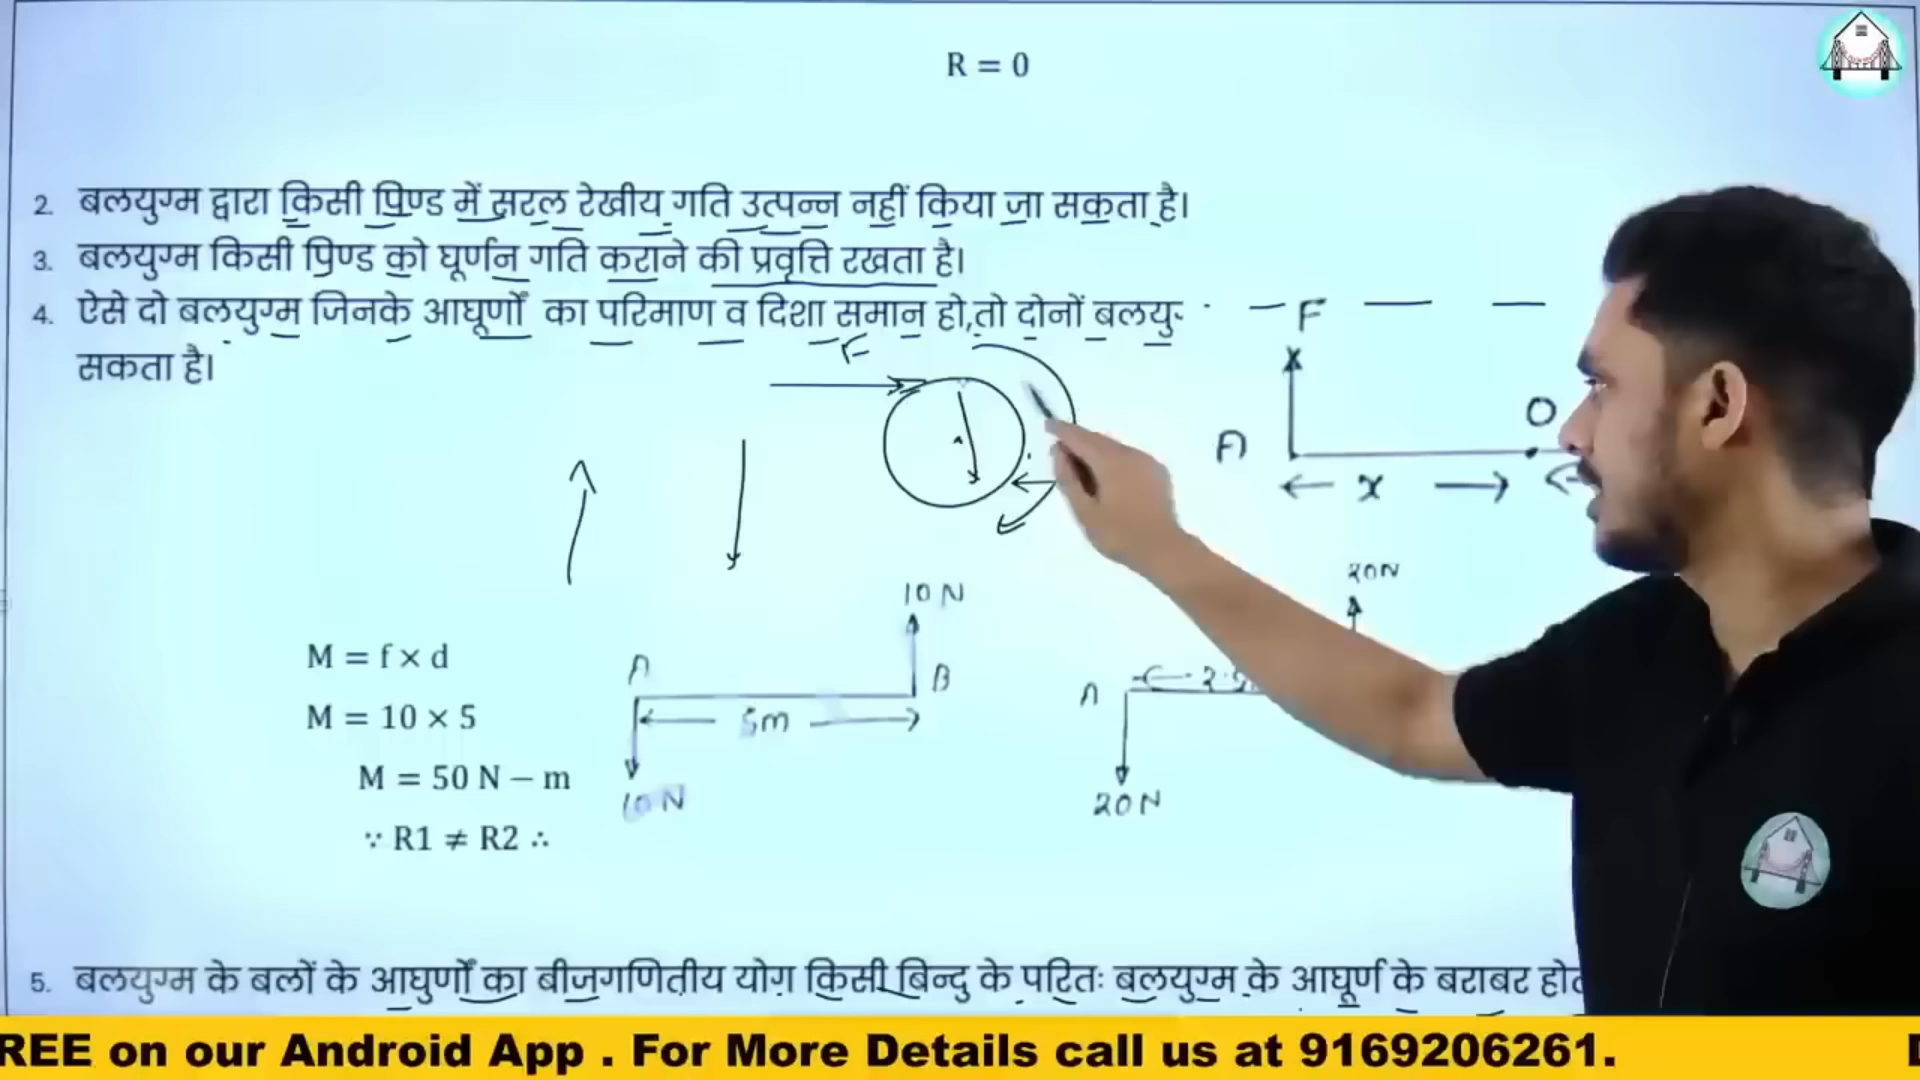 R = 0
2. बलयुग्म द्वारा किसी पिण्ड में सरल रेखीय गति उत्पन्न नहीं किया जा सकता है।
3. बलयुग्म किसी पिण्ड को घूर्णन गति कराने की प्रवृत्ति रखता है।
4. ऐसे दो बलयुग्म जिनके आघूर्णों का परिमाण व दिशा समान हो,तो दोनों
सकता है।
F
F
A
O
x
10 N
20N
M = f × d
A
B
A
M = 10 × 5
5m
M = 50 N − m
10 N
20N
∵ R1 ≠ R2 ∴
5. बलयुग्म के बलों के आघुर्णों का बीजगणितीय योग किसी बिन्दु के परितः बलयुग्म के आघूर्ण के बराबर
REE on our Android App . For More Details call us at 9169206261.